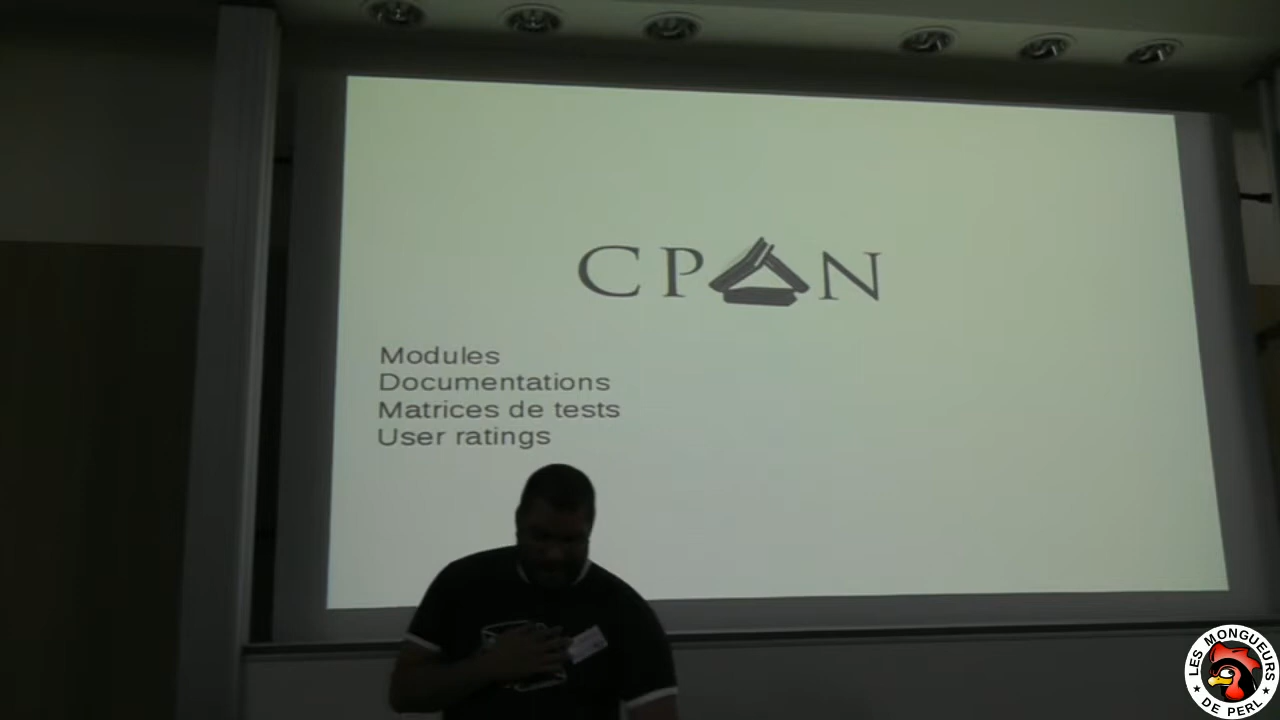 CPAN
Modules
Documentations
Matrices de tests
User ratings
LES MONGUEURS
DE PERL